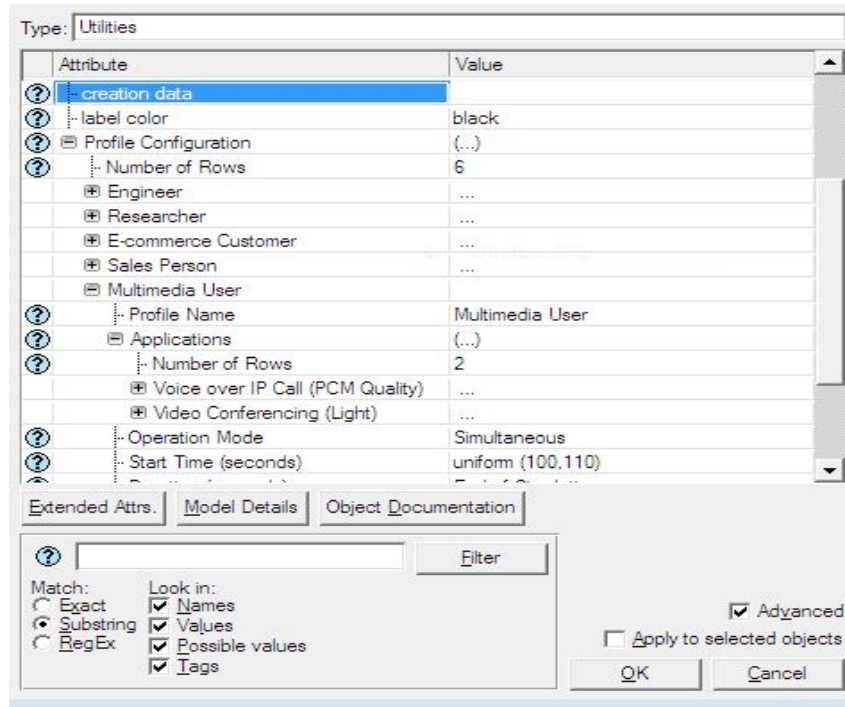 Type: Utilities
Attribute Value
creation data
label color black
Profile Configuration (...)
Number of Rows 6
Engineer ...
Researcher ...
E-commerce Customer ...
Sales Person ...
Multimedia User
Profile Name Multimedia User
Applications (...)
Number of Rows 2
Voice over IP Call (PCM Quality) ...
Video Conferencing (Light) ...
Operation Mode Simultaneous
Start Time (seconds) uniform (100,110)
Extended Attrs. Model Details Object Documentation
Filter
Match: Look in:
Exact Names
Substring Values
RegEx Possible values
Tags
Advanced
Apply to selected objects
OK Cancel